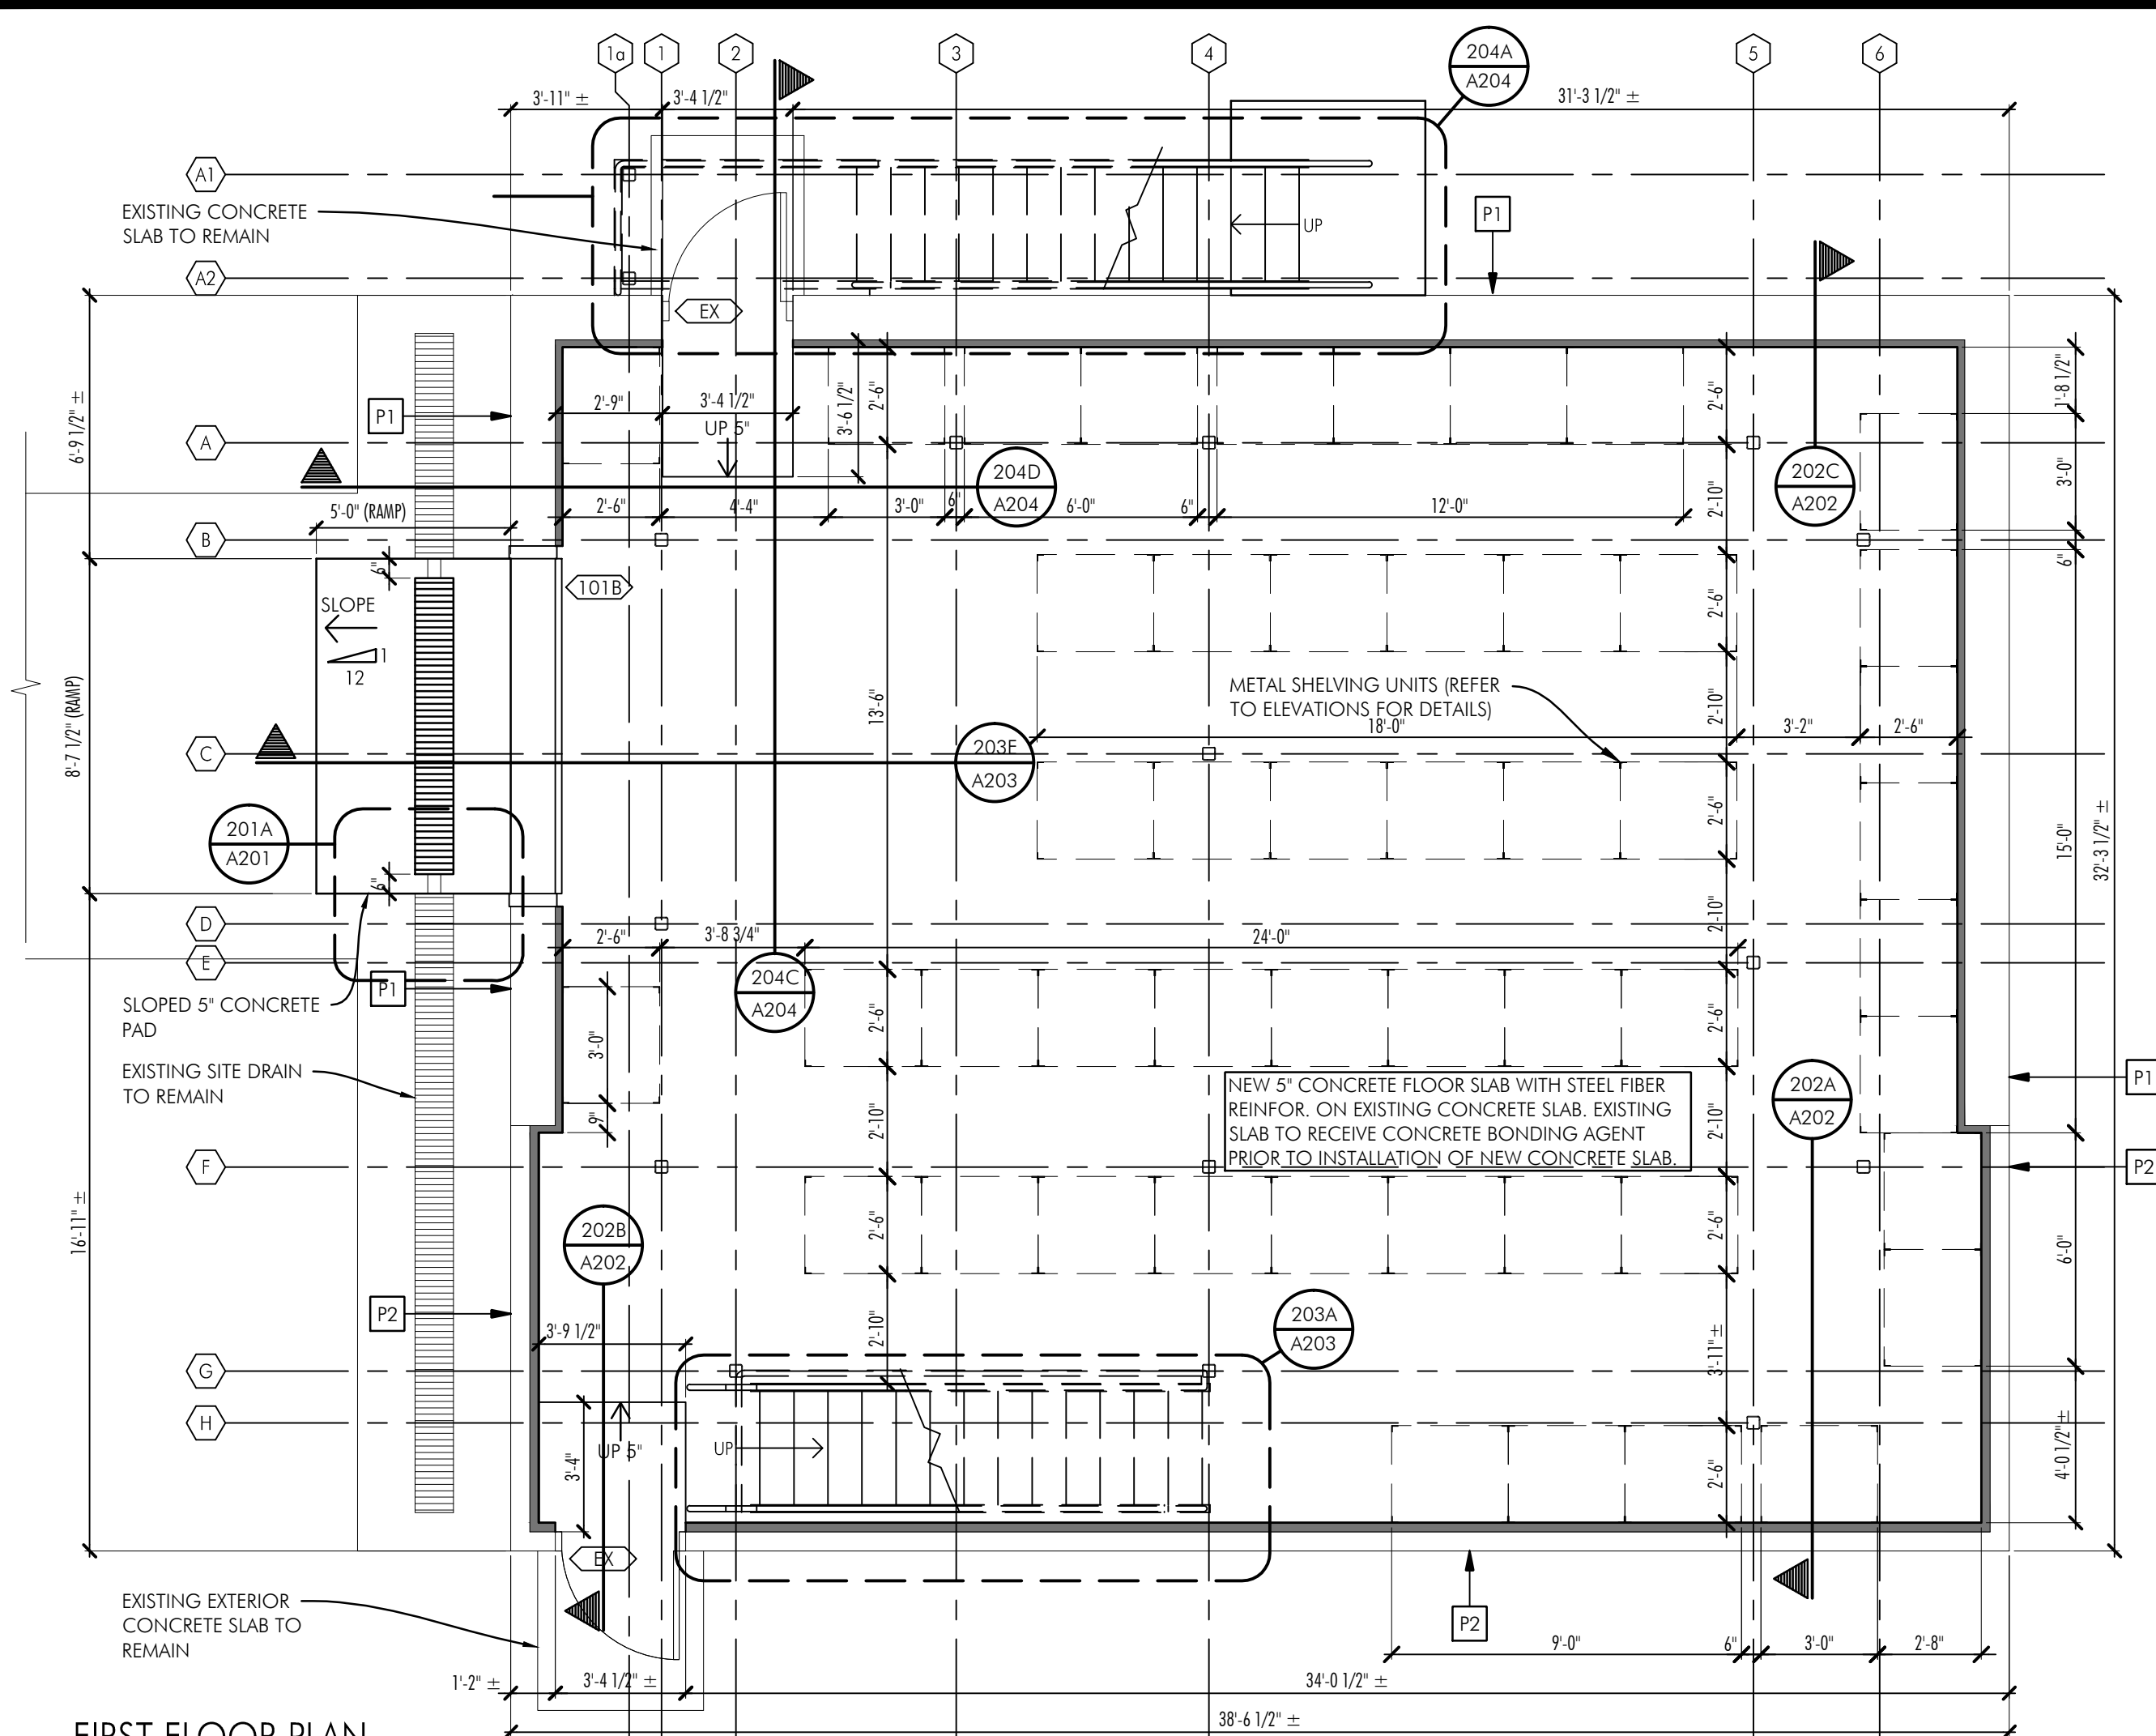 1a
1
2
3
4
5
6
204A
A204
3'-11" ±
3'-4 1/2"
31'-3 1/2" ±
A1
EXISTING CONCRETE
SLAB TO REMAIN
A2
UP
P1
EX
6'-9 1/2" ±
P1
A
2'-9"
3'-4 1/2"
UP 5"
3'-6 1/2"
2'-6"
2'-6"
1'-8 1/2"
3'-0"
204D
A204
202C
A202
5'-0" (RAMP)
2'-6"
4'-4"
3'-0"
6"
6'-0"
6"
12'-0"
2'-10"
B
6"
6"
101B
SLOPE
1
12
2'-6"
8'-7 1/2" (RAMP)
13'-6"
METAL SHELVING UNITS (REFER
TO ELEVATIONS FOR DETAILS)
2'-10"
18'-0"
3'-2"
2'-6"
C
203E
A203
201A
A201
6"
2'-6"
15'-0"
32'-3 1/2" ±
D
2'-10"
2'-6"
3'-8 3/4"
24'-0"
E
P1
204C
A204
SLOPED 5" CONCRETE
PAD
2'-6"
2'-6"
3'-0"
EXISTING SITE DRAIN
TO REMAIN
9"
2'-10"
2'-10"
NEW 5" CONCRETE FLOOR SLAB WITH STEEL FIBER
REINFOR. ON EXISTING CONCRETE SLAB. EXISTING
SLAB TO RECEIVE CONCRETE BONDING AGENT
PRIOR TO INSTALLATION OF NEW CONCRETE SLAB.
202A
A202
P1
F
P2
16'-11" ±
202B
A202
2'-6"
2'-6"
6'-0"
P2
3'-9 1/2"
2'-10"
203A
A203
3'-11"±
G
H
UP 5"
UP
3'-4"
2'-6"
4'-0 1/2"±
EX
EXISTING EXTERIOR
CONCRETE SLAB TO
REMAIN
P2
9'-0"
6"
3'-0"
2'-8"
1'-2" ±
3'-4 1/2" ±
34'-0 1/2" ±
38'-6 1/2" ±
FIRST FLOOR PLAN